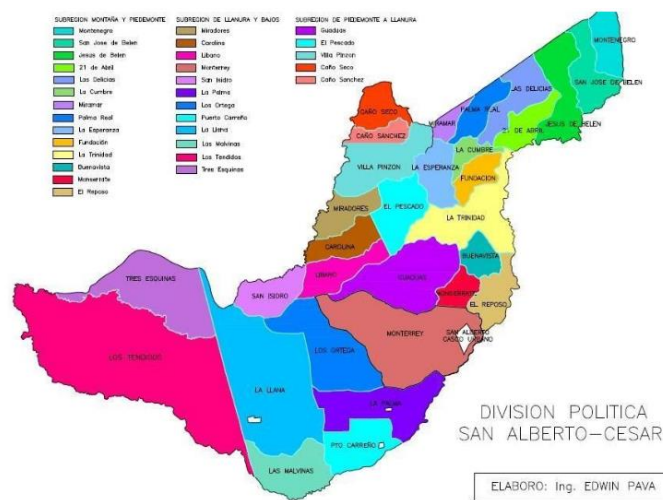 SUBREGION MONTAÑA Y PIEDEMONTE
Montenegro
San Jose de Belen
Jesus de Belen
21 de Abril
Las Delicias
La Cumbre
Miramar
Palma Real
La Esperanza
Fundación
La Trinidad
Buenavista
Monserrate
El Reposo
SUBREGION DE LLANURA Y BAJOS
Miradores
Carolina
Libano
Monterrey
San Isidro
La Palma
Los Ortega
Puerto Carreño
La Llana
Las Malvinas
Los Tendidos
Tres Esquinas
SUBREGION DE PIEDEMONTE A LLANURA
Guaduas
El Pescado
Villa Pinzon
Caño Seco
Caño Sanchez
MONTENEGRO
SAN JOSE DE BELEN
LAS DELICIAS
CAÑO SECO
PALMA REAL
MIRAMAR
21 DE ABRIL
JESUS DE BELEN
CAÑO SANCHEZ
LA CUMBRE
VILLA PINZON
LA ESPERANZA
FUNDACION
MIRADORES
EL PESCADO
LA TRINIDAD
CAROLINA
BUENAVISTA
TRES ESQUINAS
LIBANO
GUADUAS
SAN ISIDRO
MONSERRATE
EL REPOSO
MONTERREY
SAN ALBERTO
CASCO URBANO
LOS ORTEGA
LOS TENDIDOS
LA LLANA
LA PALMA
PTO CARREÑO
LAS MALVINAS
DIVISION POLITICA
SAN ALBERTO-CESAR
ELABORO: Ing. EDWIN PAVA